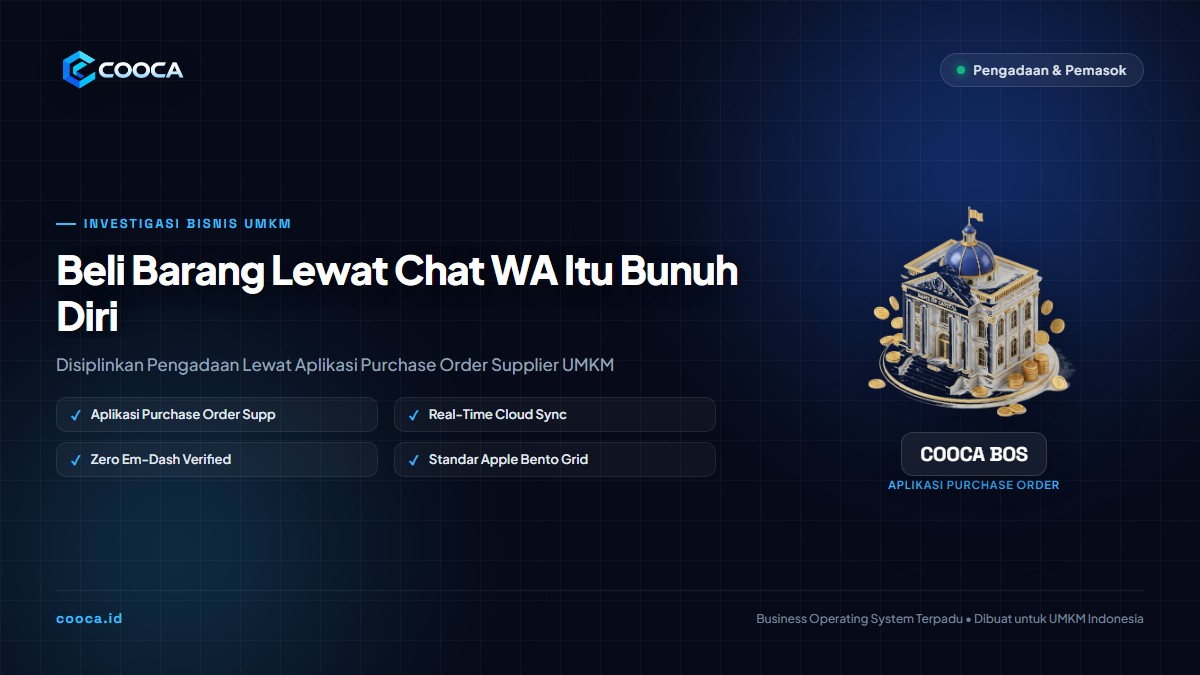 COOCA
Pengadaan & Pemasok
INVESTIGASI BISNIS UMKM
Beli Barang Lewat Chat WA Itu Bunuh
Diri
Disiplinkan Pengadaan Lewat Aplikasi Purchase Order Supplier UMKM
✓ Aplikasi Purchase Order Supp
✓ Real-Time Cloud Sync
✓ Zero Em-Dash Verified
✓ Standar Apple Bento Grid
COOCA BOS
APLIKASI PURCHASE ORDER
cooca.id
Business Operating System Terpadu • Dibuat untuk UMKM Indonesia